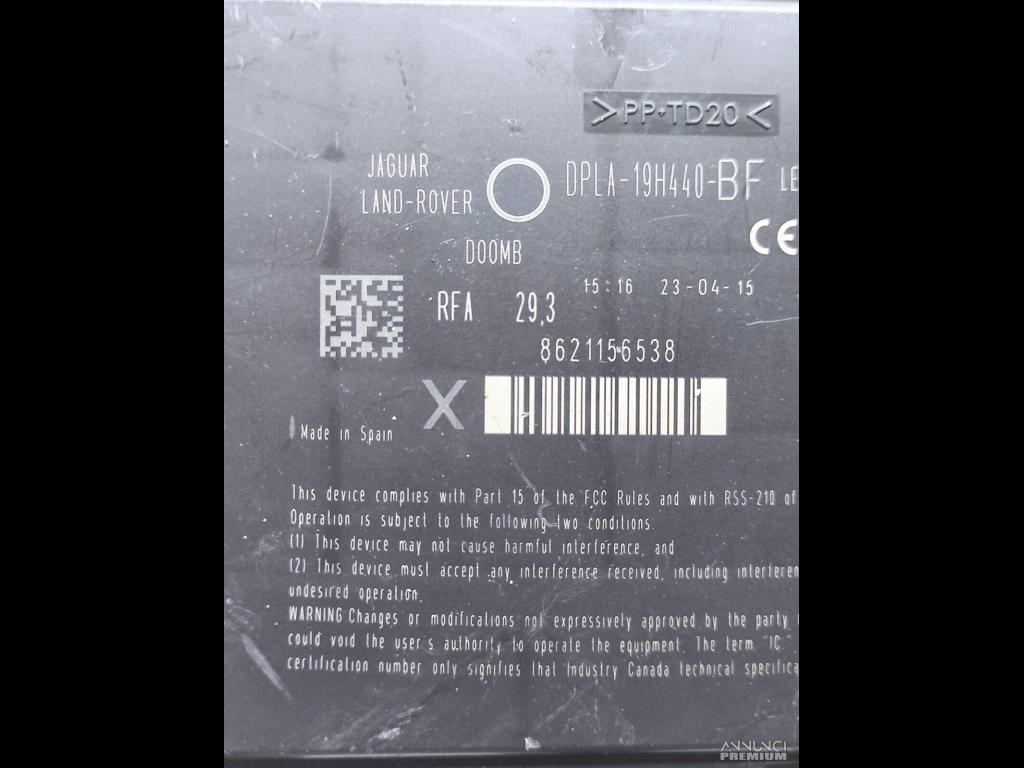 >PP+TD20<
JAGUAR
LAND-ROVER
DPLA-19H440-BF LE
CE
D00MB
15:16 23-04-15
RFA 29,3
8621156538
X
Made in Spain
This device complies with Part 15 of the FCC Rules and with RSS-210 of
Operation is subject to the following two conditions:
(1) This device may not cause harmful interference, and
(2) This device must accept any interference received, including interferen
undesired operation.
WARNING Changes or modifications not expressively approved by the party
could void the user's authority to operate the equipment. The term "IC:"
certification number only signifies that Industry Canada technical specifica
ANNUNCI
PREMIUM